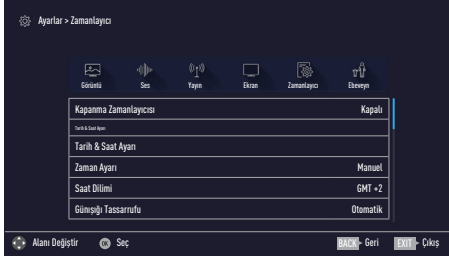 Ayarlar > Zamanlayıcı
Görüntü Ses Yayın Ekran Zamanlayıcı Ebeveyn
Kapanma Zamanlayıcısı Kapalı
Tarih & Saat Ayarı
Tarih & Saat Ayarı
Zaman Ayarı Manuel
Saat Dilimi GMT +2
Günışığı Tassarrufu Otomatik
Alanı Değiştir OK Seç BACK Geri EXIT Çıkış